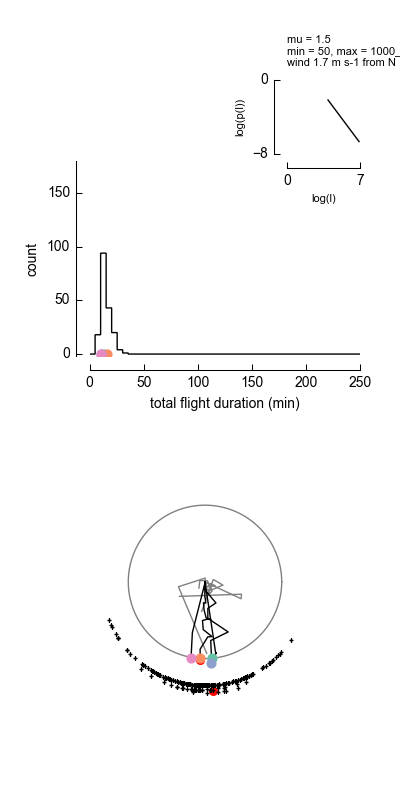 mu = 1.5
min = 50, max = 1000_
wind 1.7 m s-1 from N
0
log(p(l))
−8
0 7
log(l)
150
100
count
50
0
0 50 100 150 200 250
total flight duration (min)